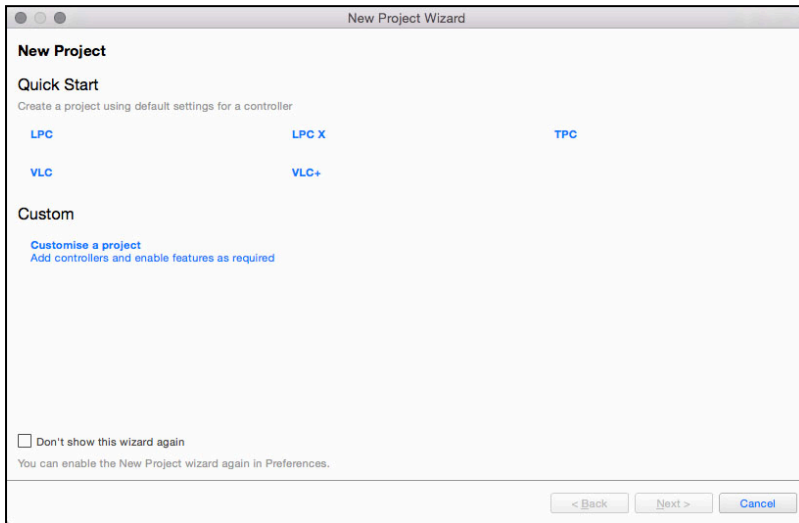 New Project Wizard
New Project
Quick Start
Create a project using default settings for a controller
LPC LPC X TPC
VLC VLC+
Custom
Customise a project
Add controllers and enable features as required
Don't show this wizard again
You can enable the New Project wizard again in Preferences.
< Back Next > Cancel